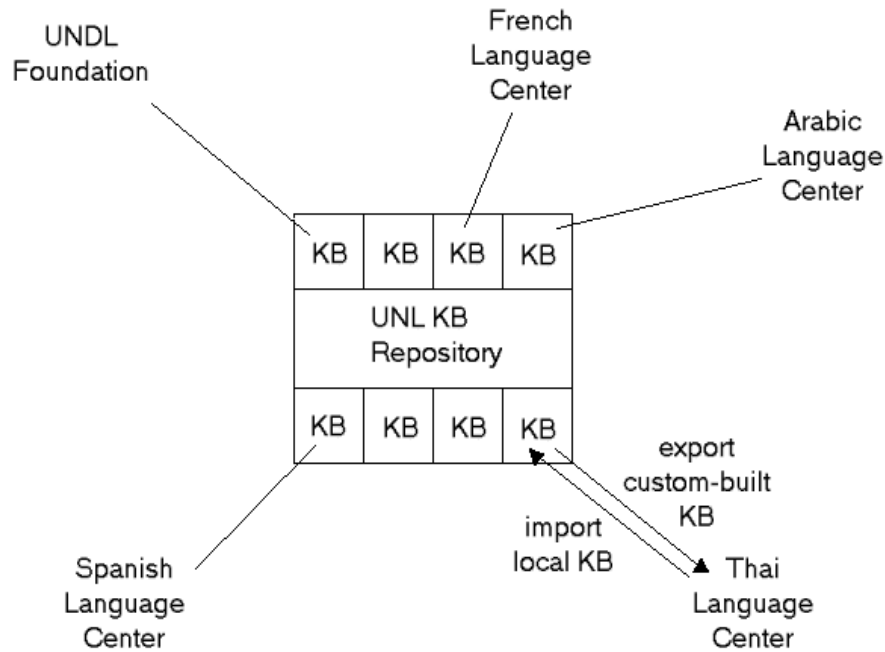 UNDL
Foundation
French
Language
Center
Arabic
Language
Center
KB
KB
KB
KB
UNL KB
Repository
KB
KB
KB
KB
export
custom-built
KB
import
local KB
Spanish
Language
Center
Thai
Language
Center